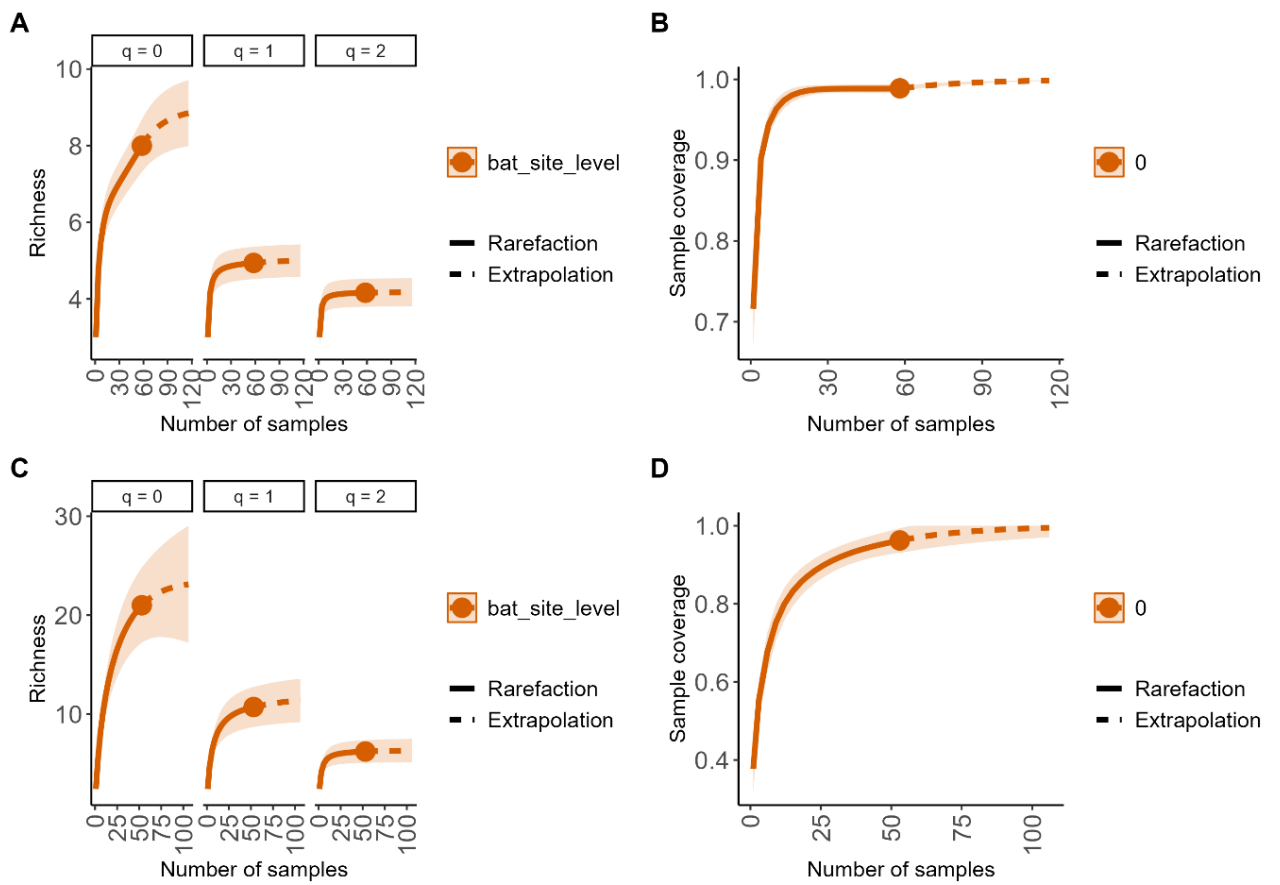 A
q = 0
q = 1
q = 2
10
8
6
4
Richness
0
30
60
90
120
0
30
60
90
120
0
30
60
90
120
Number of samples
bat_site_level
Rarefaction
Extrapolation
B
1.0
0.9
0.8
0.7
Sample coverage
0
30
60
90
120
Number of samples
0
Rarefaction
Extrapolation
C
q = 0
q = 1
q = 2
30
20
10
Richness
0
25
50
75
100
0
25
50
75
100
0
25
50
75
100
Number of samples
bat_site_level
Rarefaction
Extrapolation
D
1.0
0.8
0.6
0.4
Sample coverage
0
25
50
75
100
Number of samples
0
Rarefaction
Extrapolation